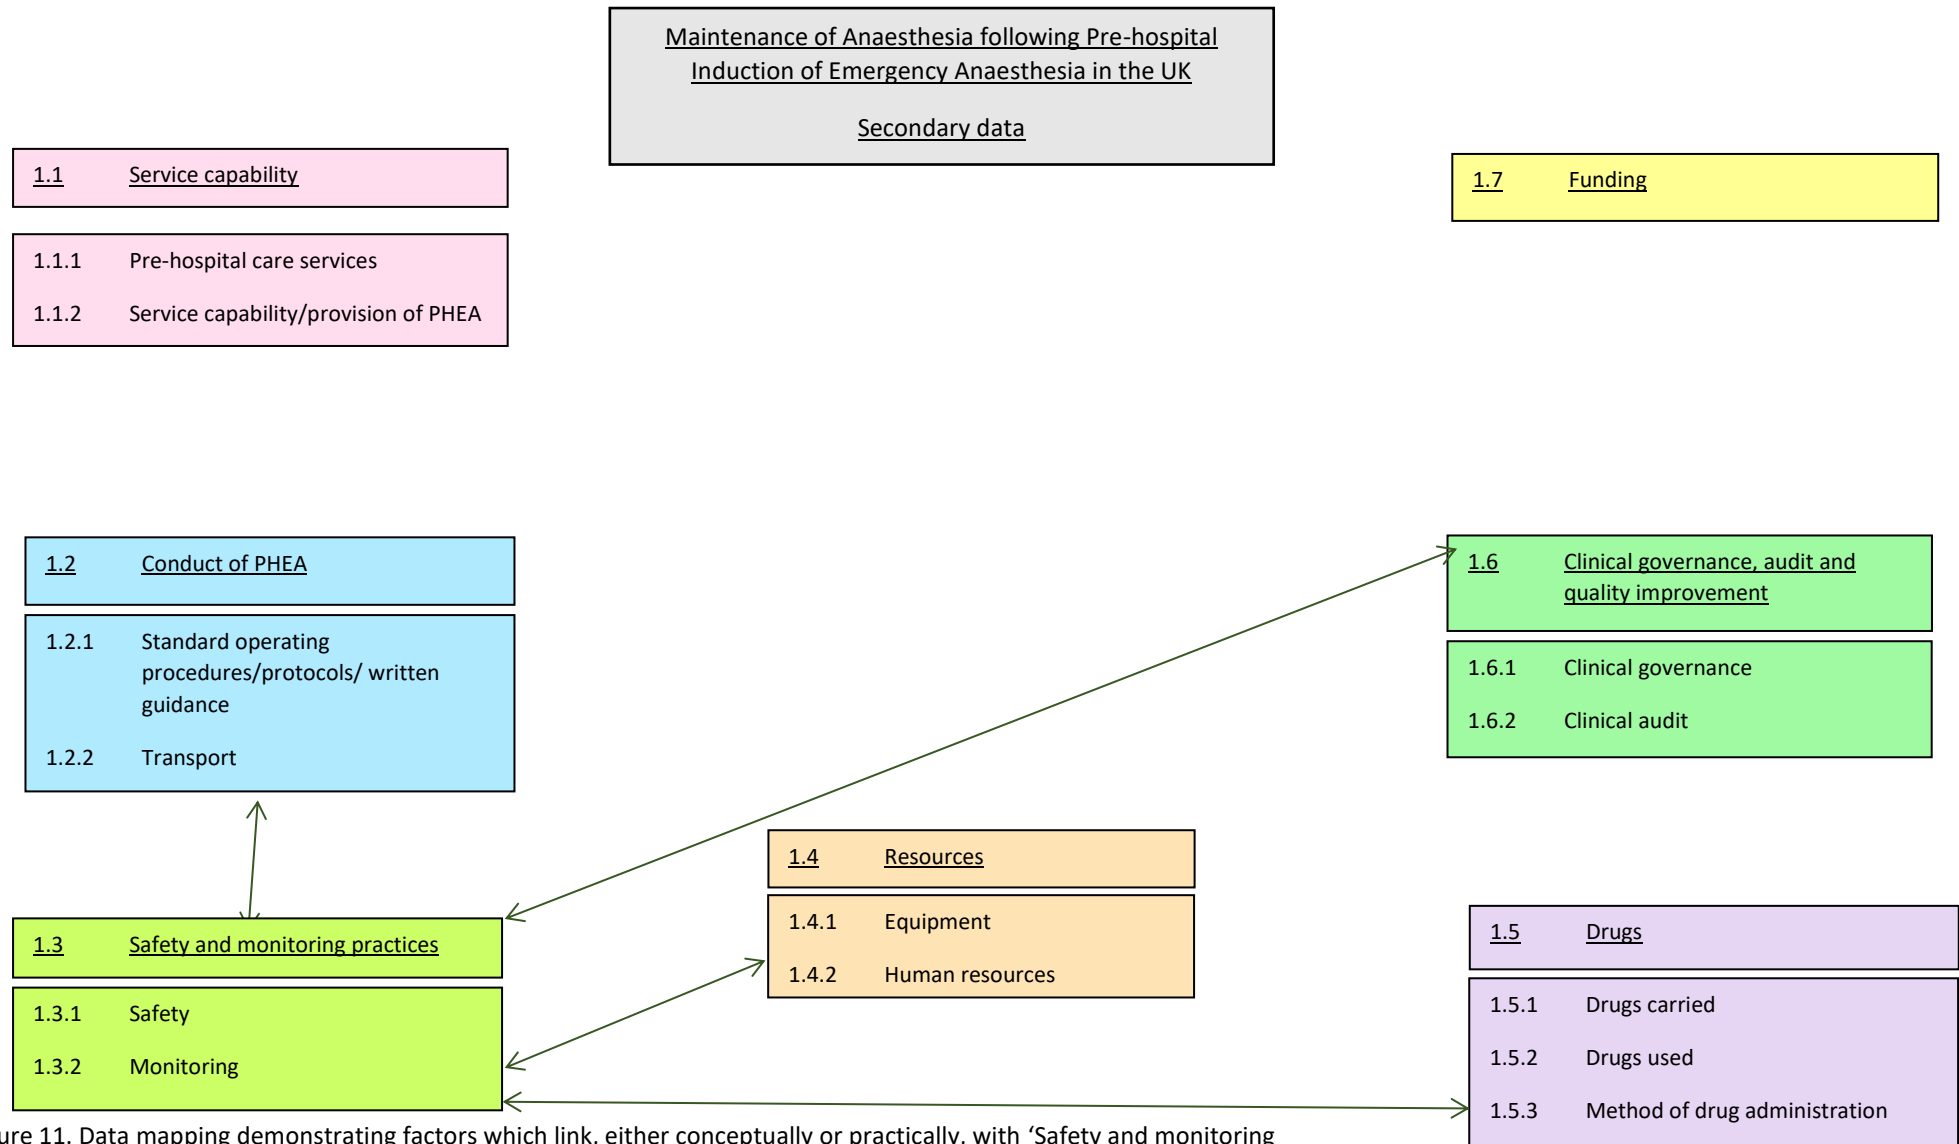 Maintenance of Anaesthesia following Pre-hospital
Induction of Emergency Anaesthesia in the UK
Secondary data
1.1 Service capability
1.1.1 Pre-hospital care services
1.1.2 Service capability/provision of PHEA
1.7 Funding
1.2 Conduct of PHEA
1.2.1 Standard operating
procedures/protocols/ written
guidance
1.2.2 Transport
1.6 Clinical governance, audit and
quality improvement
1.6.1 Clinical governance
1.6.2 Clinical audit
1.4 Resources
1.4.1 Equipment
1.4.2 Human resources
1.3 Safety and monitoring practices
1.3.1 Safety
1.3.2 Monitoring
1.5 Drugs
1.5.1 Drugs carried
1.5.2 Drugs used
1.5.3 Method of drug administration
ure 11. Data mapping demonstrating factors which link, either conceptually or practically, with ‘Safety and monitoring